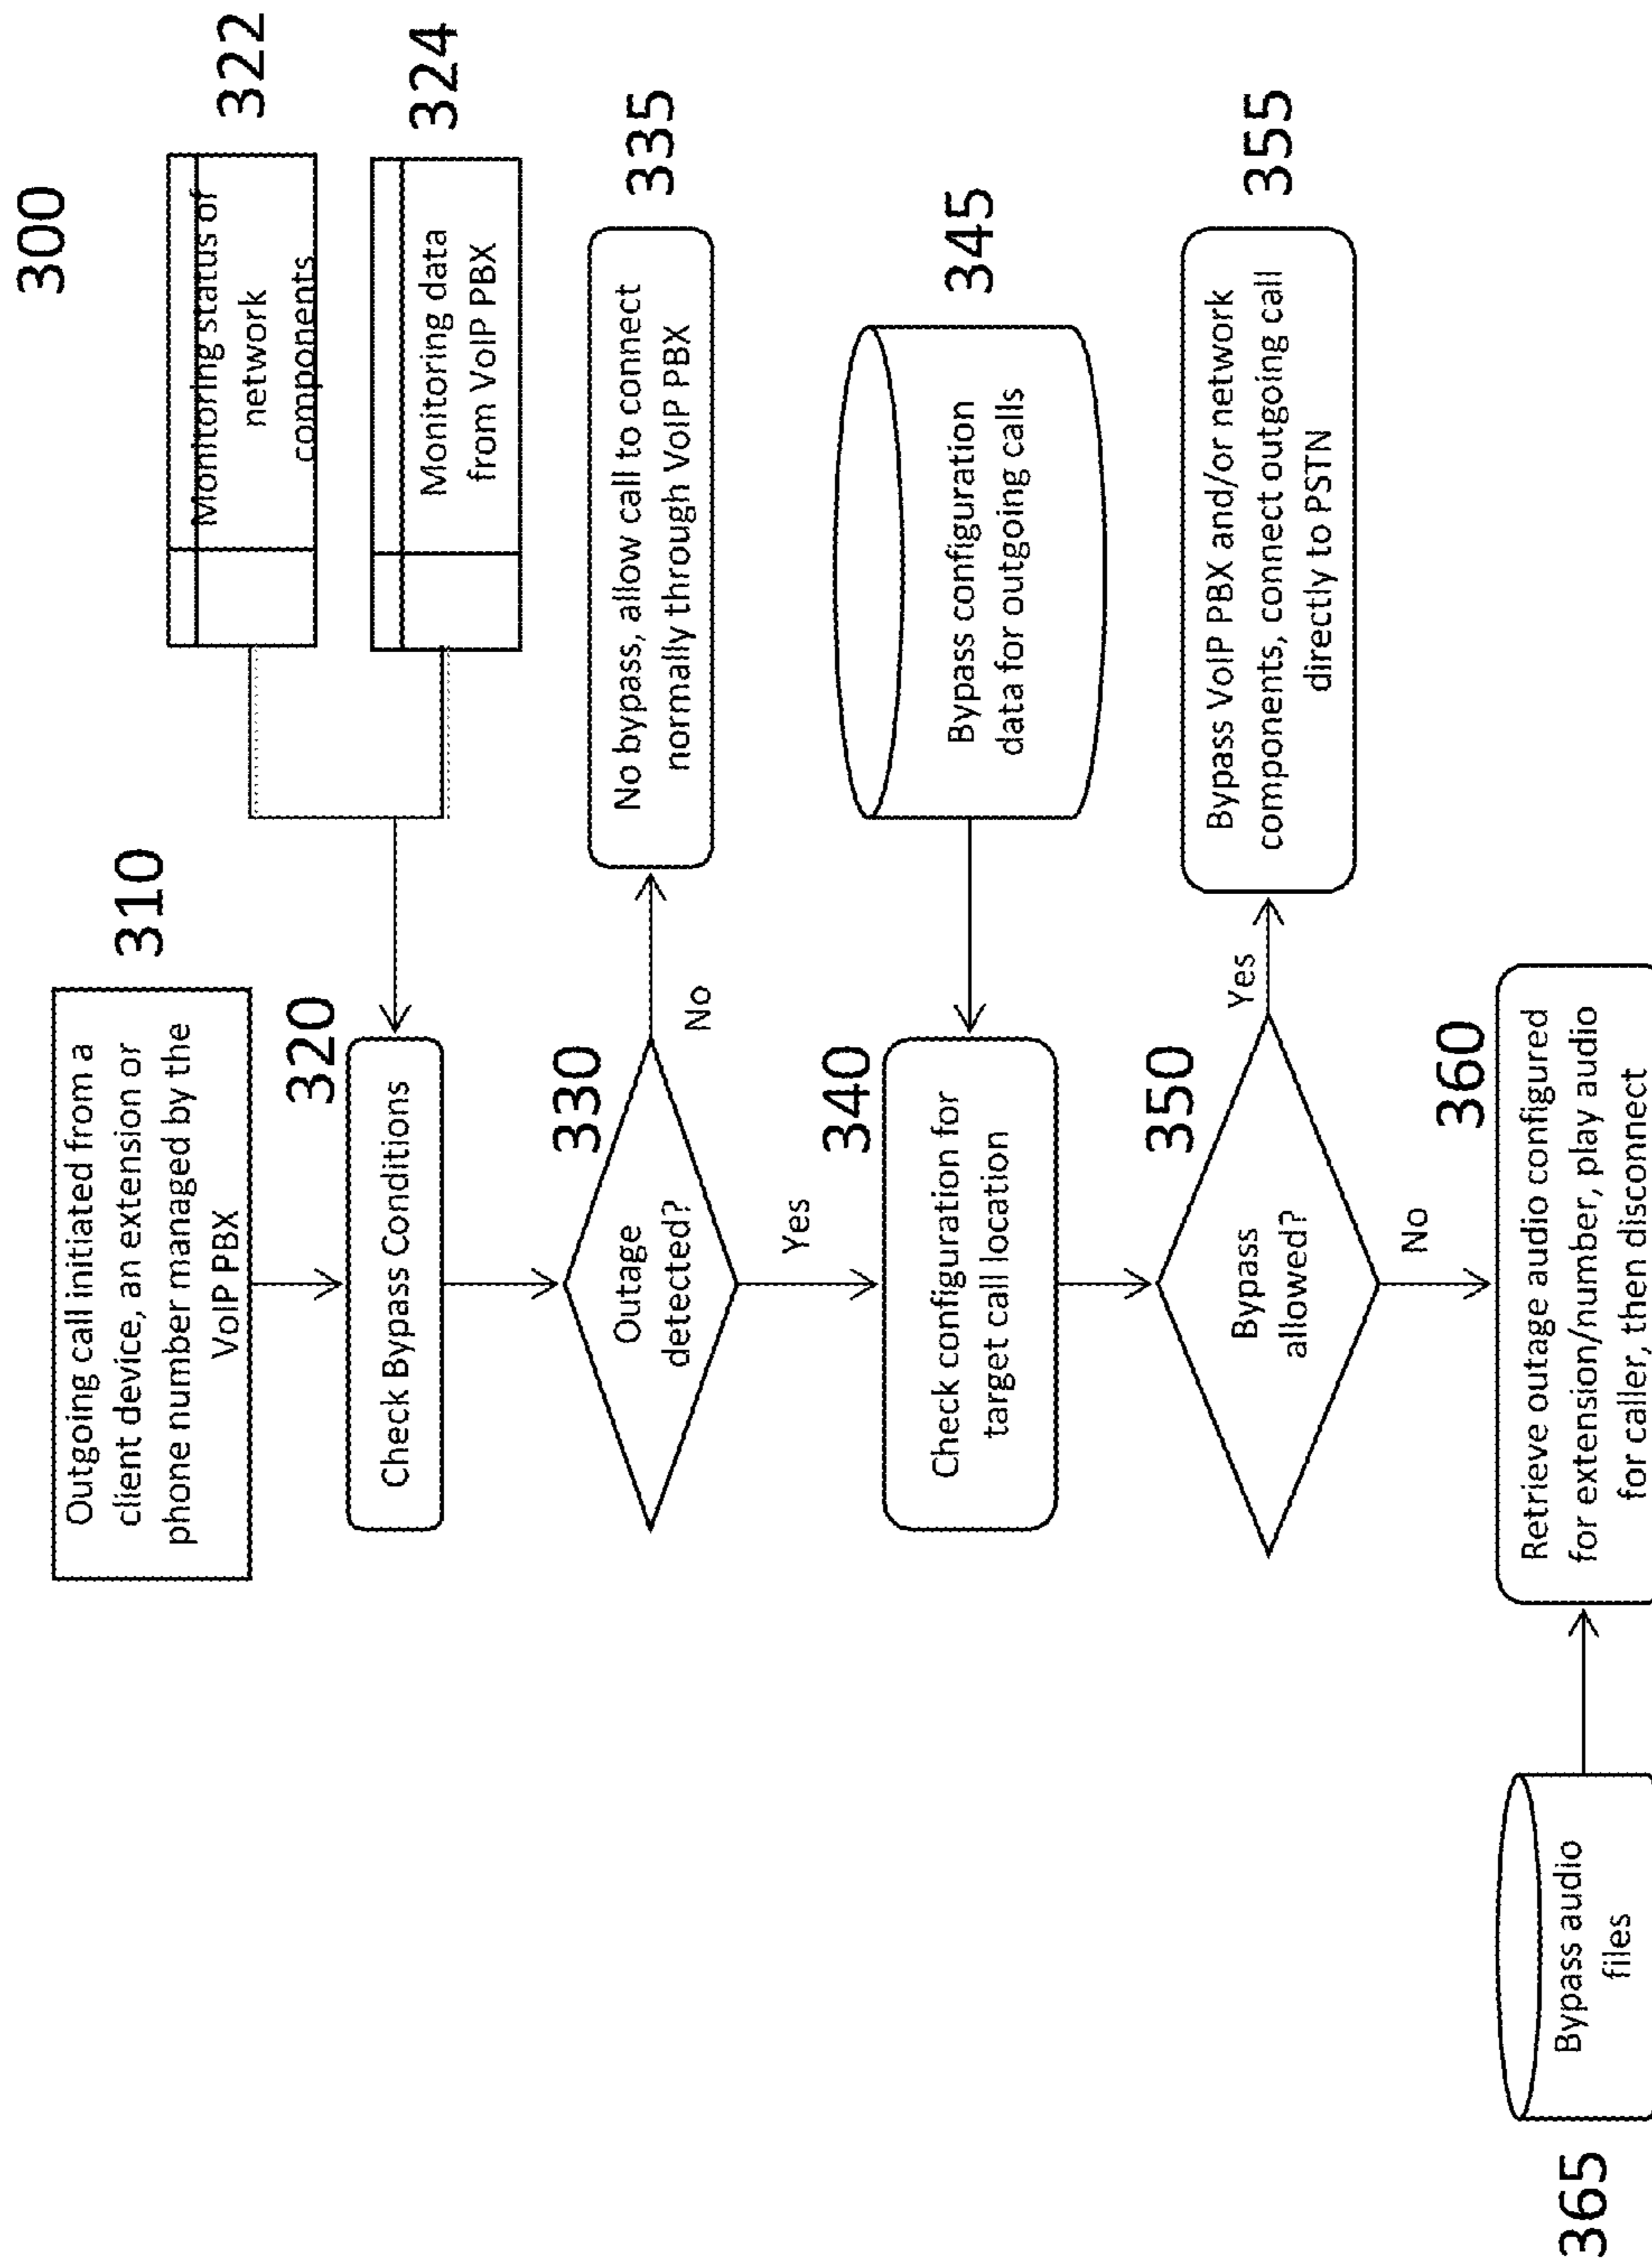 300
310
Outgoing call initiated from a
client device, an extension or
phone number managed by the
VoIP PBX
322
Monitoring status of
network
components
320
Check Bypass Conditions
324
Monitoring data
from VoIP PBX
330
Outage
detected?
No
335
No bypass, allow call to connect
normally through VoIP PBX
Yes
340
Check configuration for
target call location
345
Bypass configuration
data for outgoing calls
350
Bypass
allowed?
Yes
355
Bypass VoIP PBX and/or network
components, connect outgoing call
directly to PSTN
No
360
Retrieve outage audio configured
for extension/number, play audio
for caller, then disconnect
365
Bypass audio
files